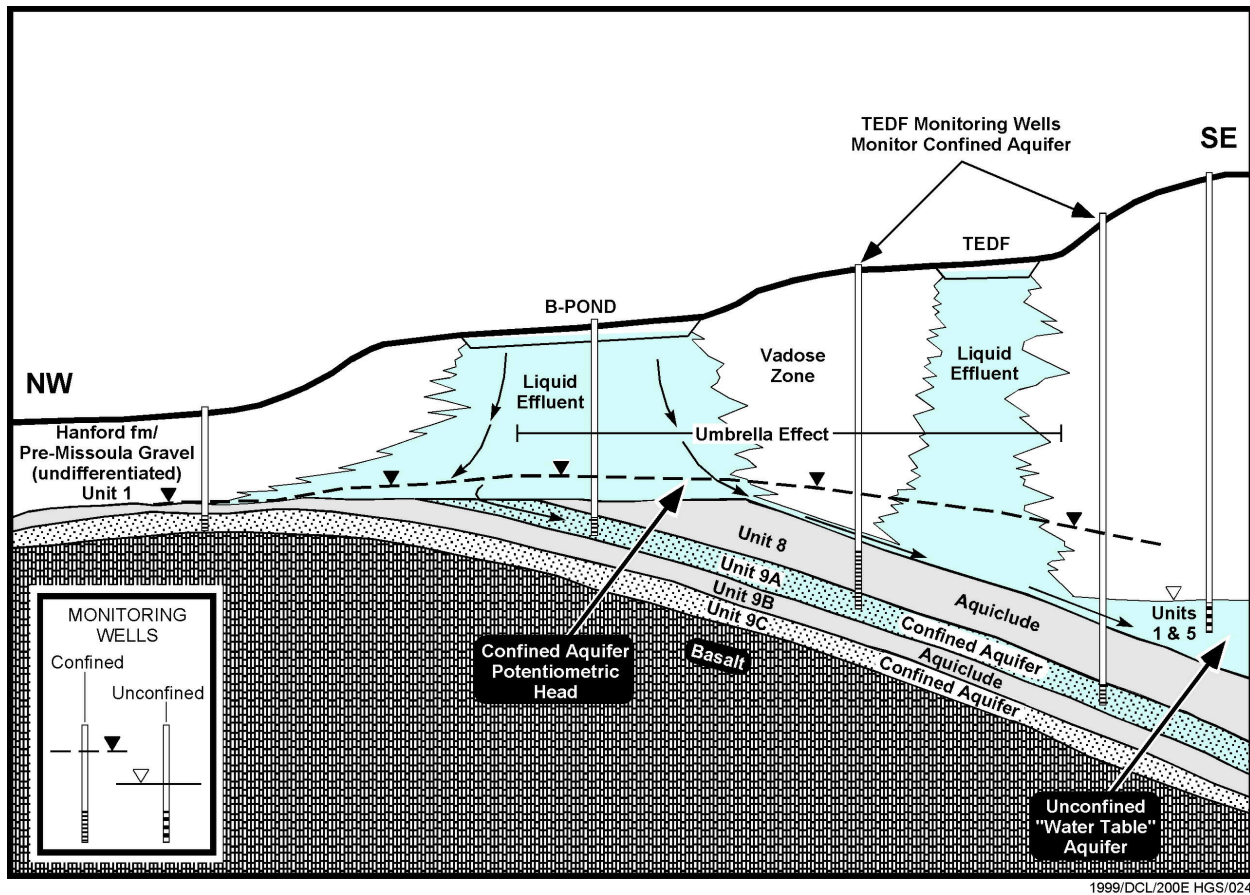 TEDF Monitoring Wells
Monitor Confined Aquifer
SE
TEDF
B-POND
NW
Vadose
Zone
Liquid
Effluent
Liquid
Effluent
Hanford fm/
Pre-Missoula Gravel
(undifferentiated)
Unit 1
Umbrella Effect
Unit 8
Unit 9A
Unit 9B
Unit 9C
Aquiclude
Confined Aquifer
Aquiclude
Confined Aquifer
Units
1 & 5
Basalt
Confined Aquifer
Potentiometric
Head
MONITORING
WELLS
Confined
Unconfined
Unconfined
"Water Table"
Aquifer
1999/DCL/200E HGS/024